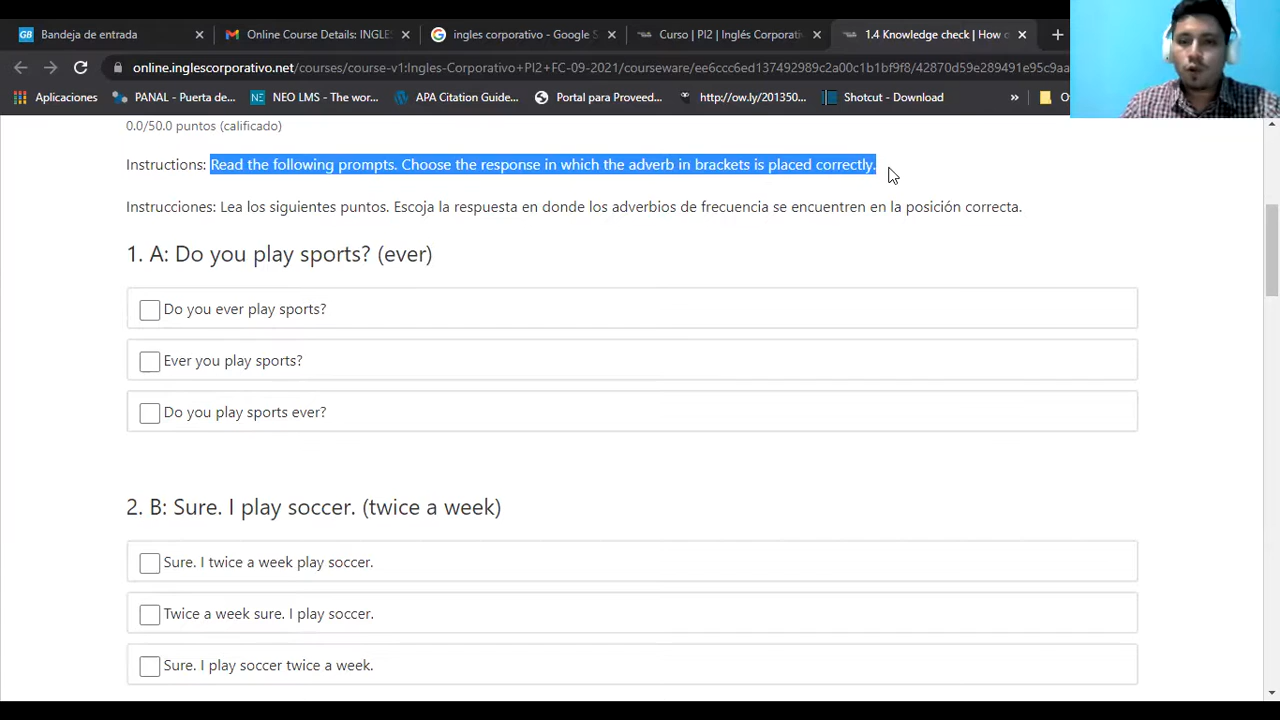 GB Bandeja de entrada
Online Course Details: INGLES
ingles corporativo - Google S
Curso | PI2 | Inglés Corporati
1.4 Knowledge check | How o
online.inglescorporativo.net/courses/course-v1:Ingles-Corporativo+PI2+FC-09-2021/courseware/ee6ccc6ed137492989c2a00c1b1bf9f8/42870d59e289491e95c9aa
Aplicaciones
PANAL - Puerta de...
NE NEO LMS - The wor...
APA Citation Guide...
Portal para Proveed...
http://ow.ly/201350...
Shotcut - Download
»
0.0/50.0 puntos (calificado)
Instructions: Read the following prompts. Choose the response in which the adverb in brackets is placed correctly.
Instrucciones: Lea los siguientes puntos. Escoja la respuesta en donde los adverbios de frecuencia se encuentren en la posición correcta.
1. A: Do you play sports? (ever)
Do you ever play sports?
Ever you play sports?
Do you play sports ever?
2. B: Sure. I play soccer. (twice a week)
Sure. I twice a week play soccer.
Twice a week sure. I play soccer.
Sure. I play soccer twice a week.